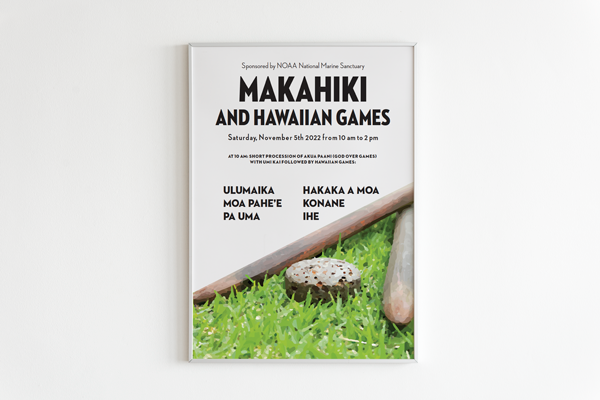 Sponsored by NOAA National Marine Sanctuary
MAKAHIKI
AND HAWAIIAN GAMES
Saturday, November 5th 2022 from 10 am to 2 pm
AT 10 AM: SHORT PROCESSION OF AKUA PAANI (GOD OVER GAMES)
WITH UMI KAI FOLLOWED BY HAWAIIAN GAMES:
ULUMAIKA
MOA PAHE'E
PA UMA
HAKAKA A MOA
KONANE
IHE